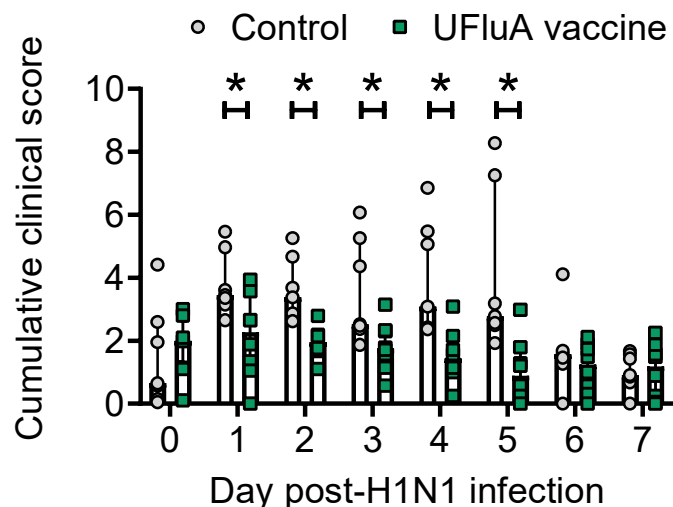 Control UFluA vaccine
* * * * *
Cumulative clinical score
10
8
6
4
2
0
0 1 2 3 4 5 6 7
Day post-H1N1 infection